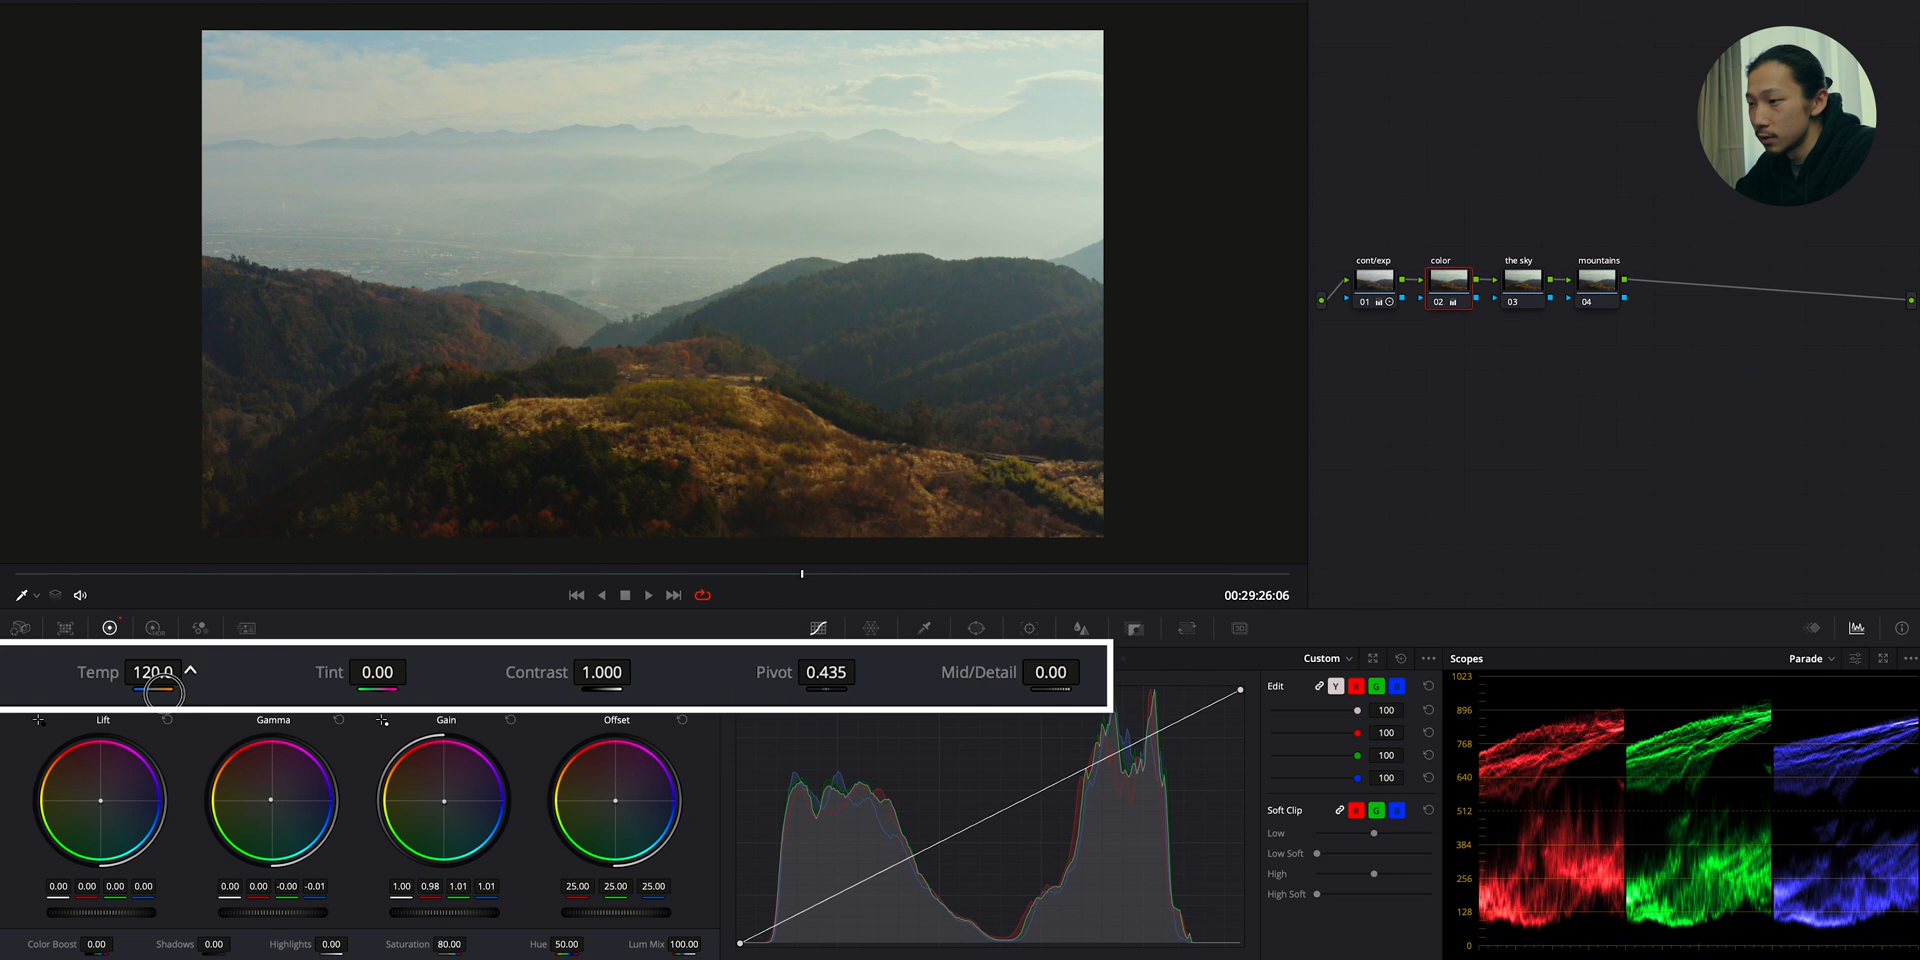 cont/exp color the sky mountains
01 02 03 04
00:29:26:06
HDR 3D
Temp 120.0 Tint 0.00 Contrast 1.000 Pivot 0.435 Mid/Detail 0.00
Custom Scopes Parade
Lift Gamma Gain Offset
0.00 0.00 0.00 0.00 0.00 0.00 -0.00 -0.01 1.00 0.98 1.01 1.01 25.00 25.00 25.00
Color Boost 0.00 Shadows 0.00 Highlights 0.00 Saturation 80.00 Hue 50.00 Lum Mix 100.00
Edit Y R G B
100
100
100
100
Soft Clip R G B
Low
Low Soft
High
High Soft
1023
896
768
640
512
384
256
128
0